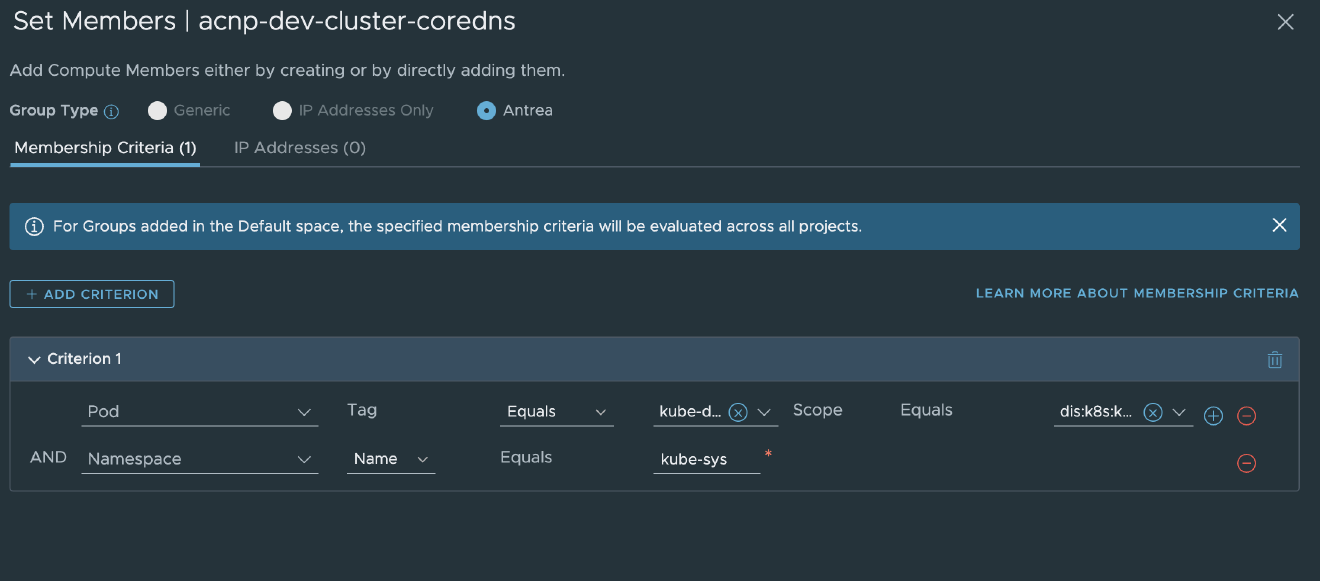 Set Members | acnp-dev-cluster-coredns
Add Compute Members either by creating or by directly adding them.
Group Type Generic IP Addresses Only Antrea
Membership Criteria (1) IP Addresses (0)
For Groups added in the Default space, the specified membership criteria will be evaluated across all projects.
+ ADD CRITERION LEARN MORE ABOUT MEMBERSHIP CRITERIA
Criterion 1
Pod Tag Equals kube-d... Scope Equals dis:k8s:k...
AND Namespace Name Equals kube-sys *